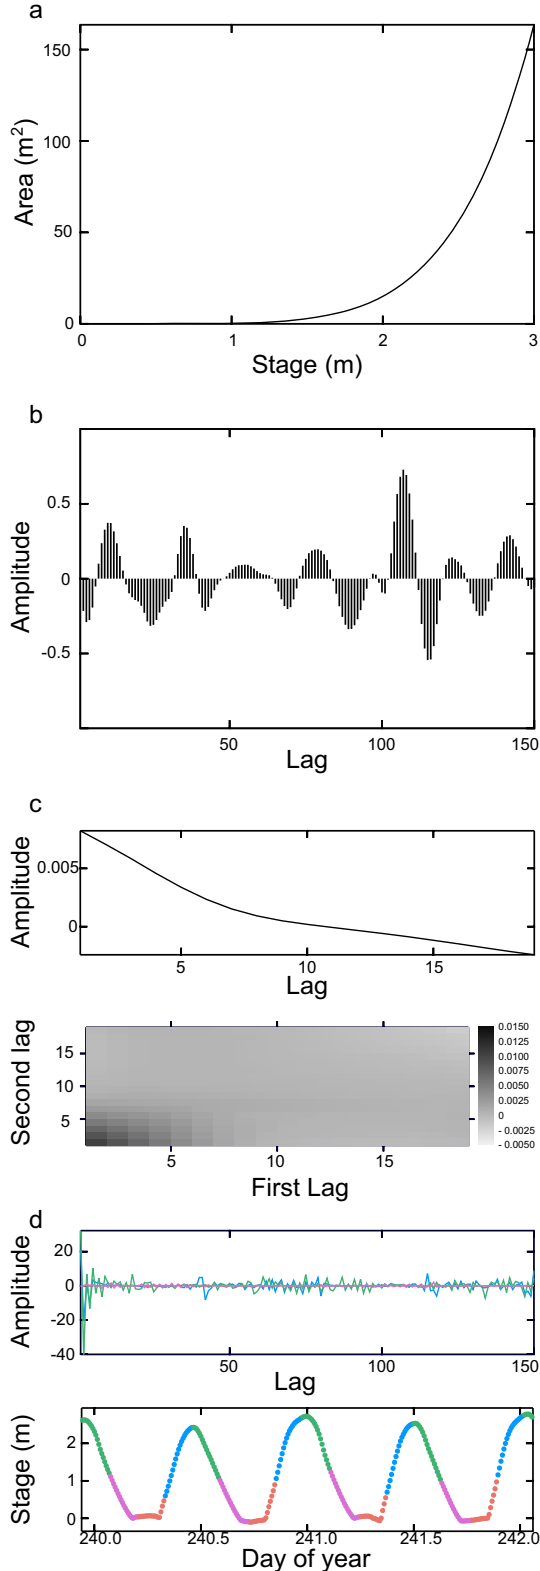 a
150
100
50
0
Area (m2)
0 1 2 3
Stage (m)
b
0.5
0
-0.5
Amplitude
50 100 150
Lag
c
0.005
0
Amplitude
5 10 15
Lag
15
10
5
Second lag
5 10 15
First Lag
0.0150
0.0125
0.0100
0.0075
0.0050
0.0025
0
- 0.0025
- 0.0050
d
20
0
-20
-40
Amplitude
50 100 150
Lag
2
1
0
Stage (m)
240.0 240.5 241.0 241.5 242.0
Day of year